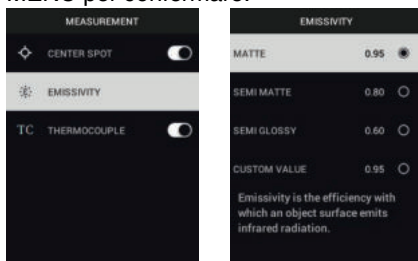 MENU per confermare.
MEASUREMENT
CENTER SPOT
EMISSIVITY
TC THERMOCOUPLE
EMISSIVITY
MATTE 0.95
SEMI MATTE 0.80
SEMI GLOSSY 0.60
CUSTOM VALUE 0.95
Emissivity is the efficiency with
which an object surface emits
infrared radiation.